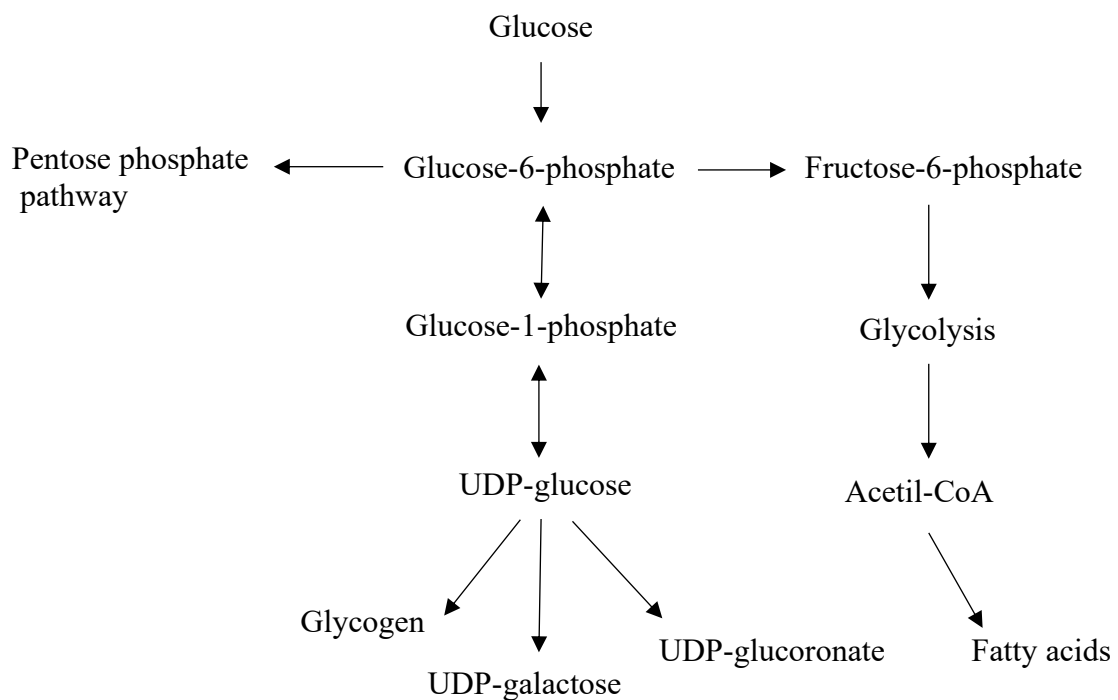 Glucose
Pentose phosphate
pathway
Glucose-6-phosphate
Fructose-6-phosphate
Glucose-1-phosphate
Glycolysis
UDP-glucose
Acetil-CoA
Glycogen
UDP-galactose
UDP-glucoronate
Fatty acids